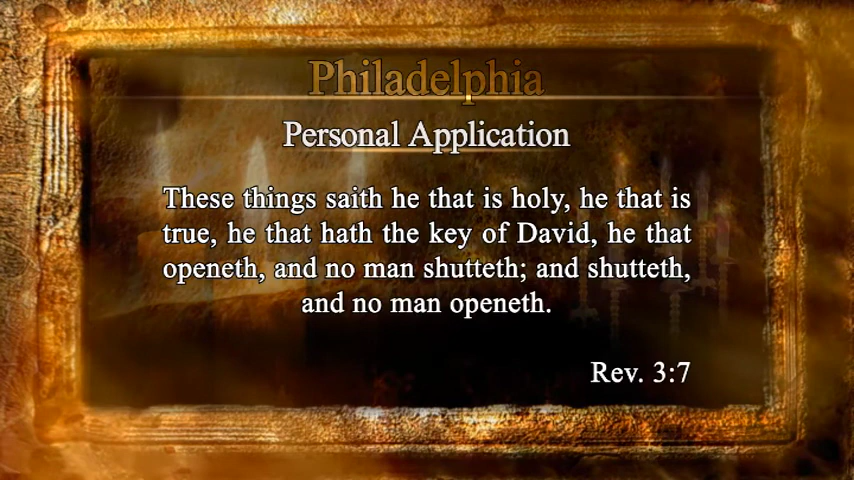 Philadelphia
Personal Application
These things saith he that is holy, he that is
true, he that hath the key of David, he that
openeth, and no man shutteth; and shutteth,
and no man openeth.
Rev. 3:7